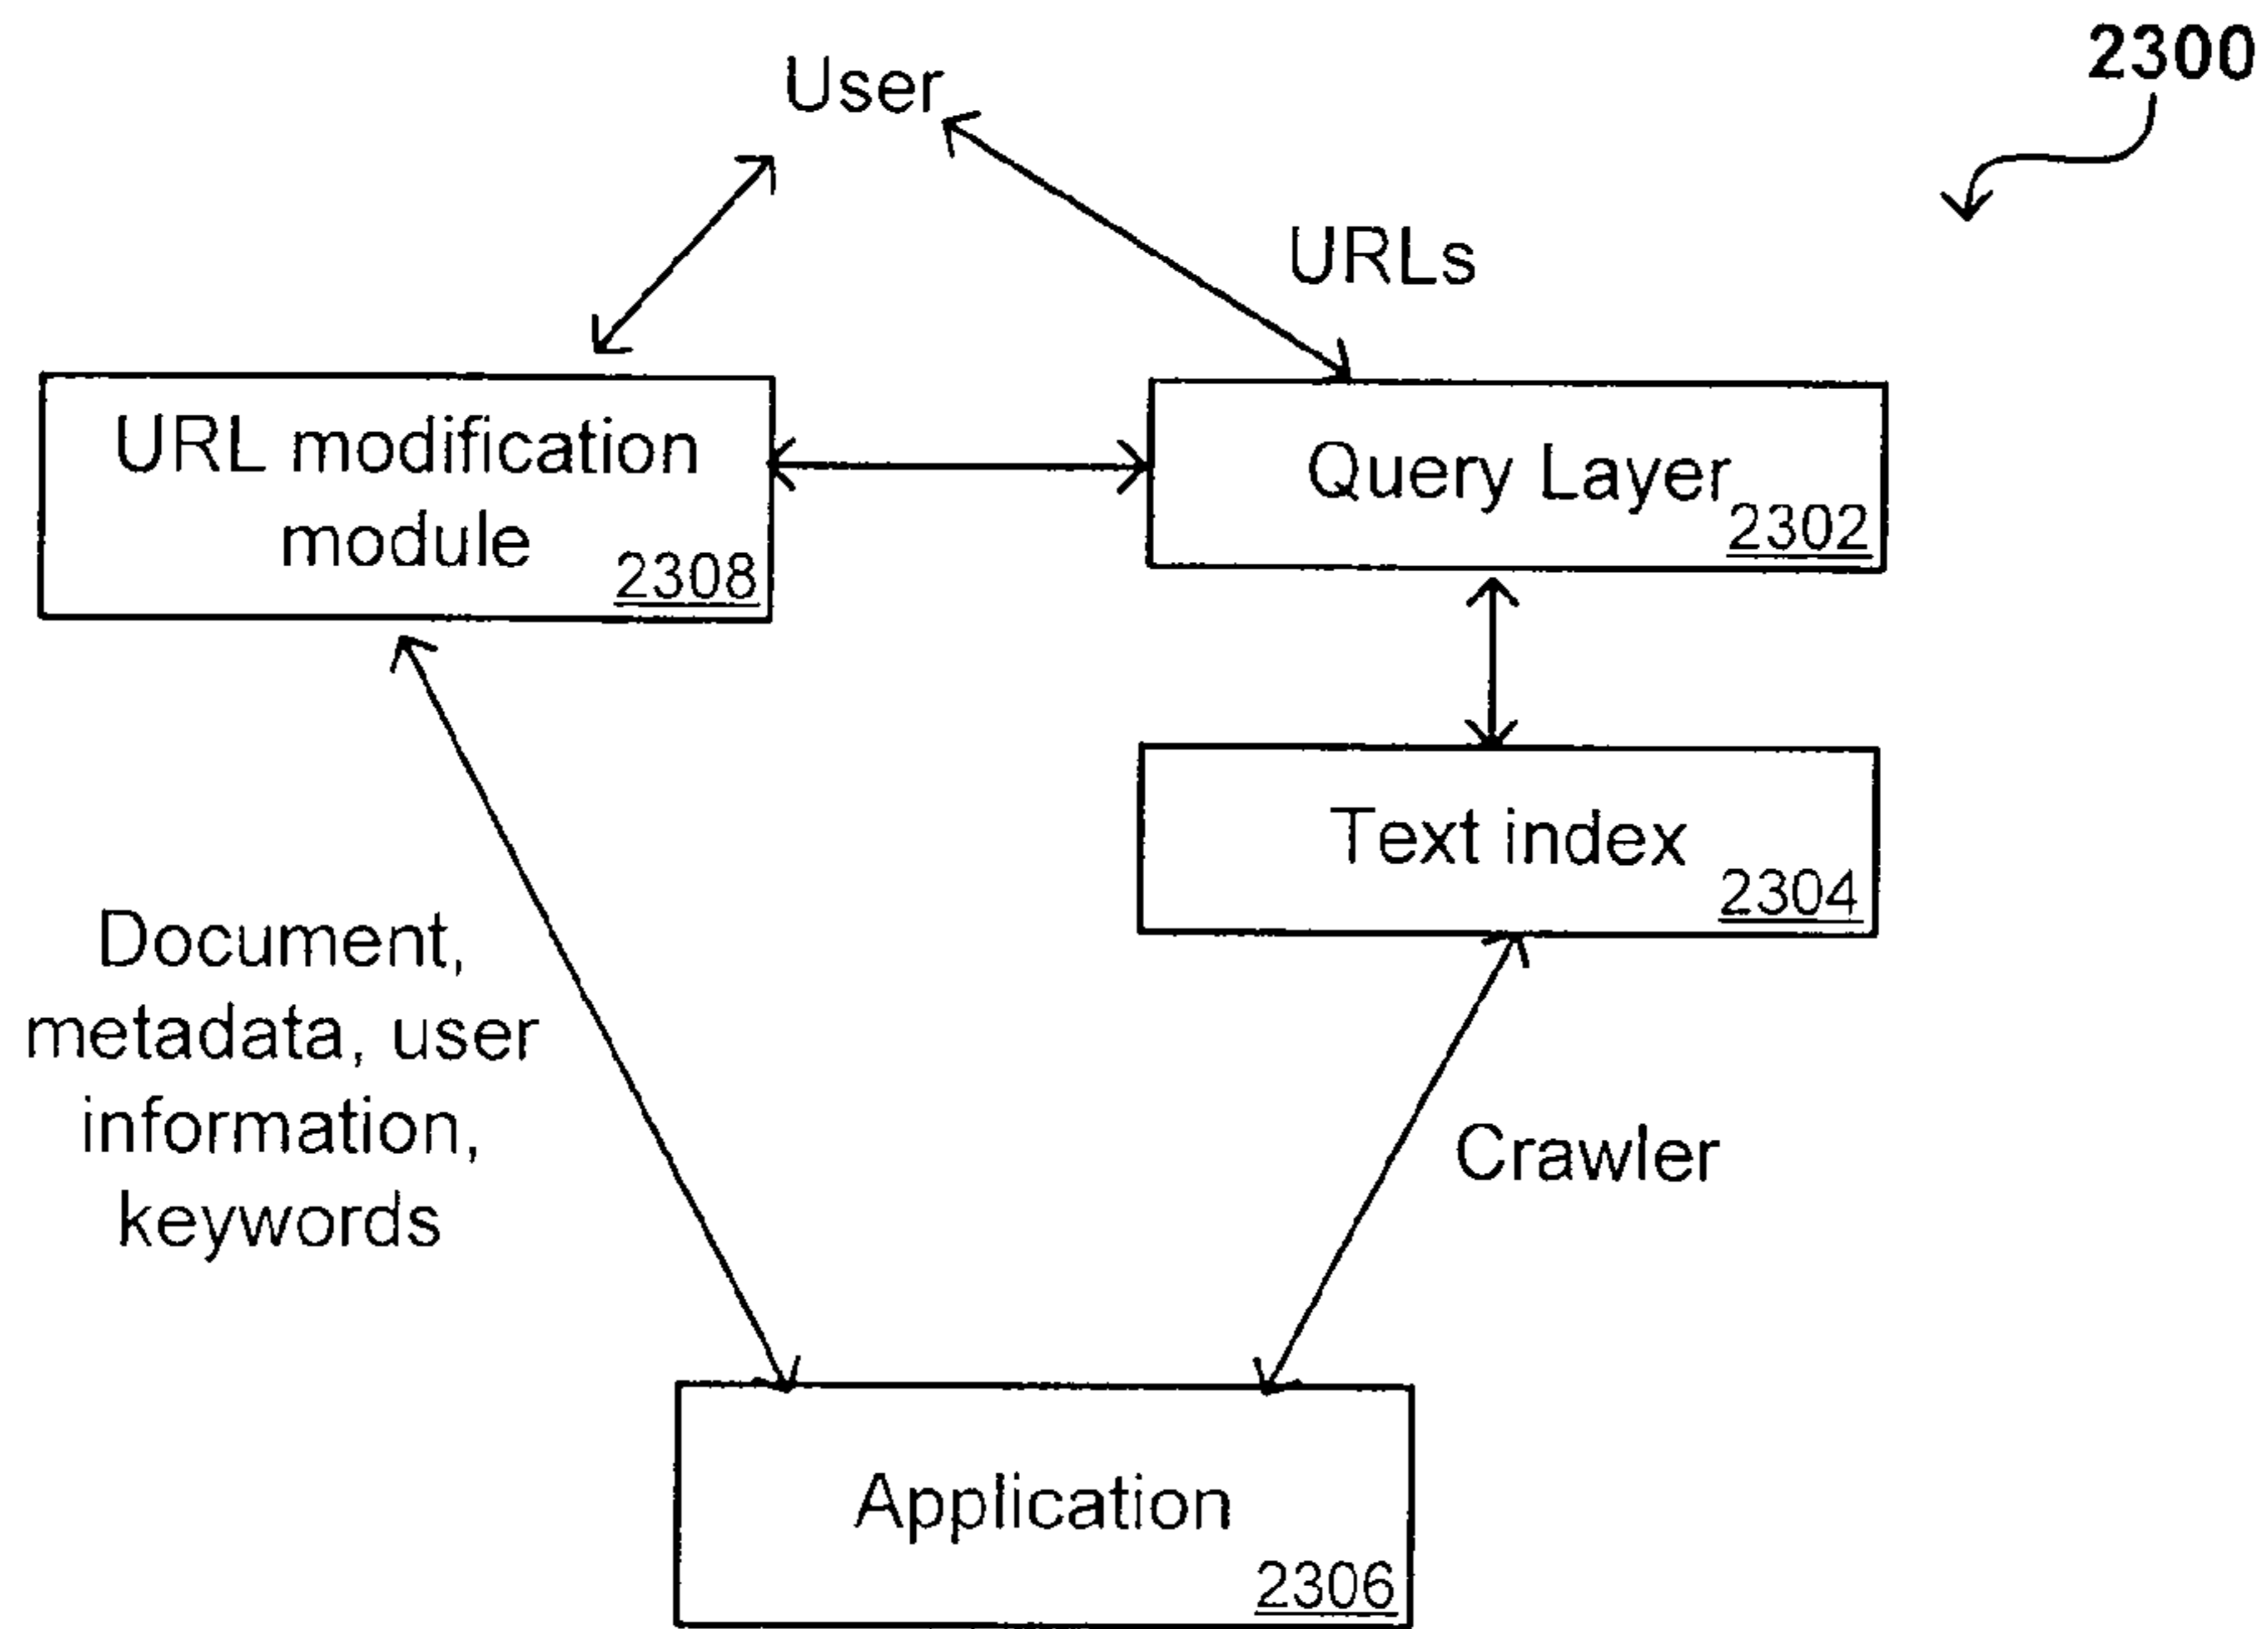 2300
User
URLs
URL modification
module
2308
Query Layer
2302
Text index
2304
Document,
metadata, user
information,
keywords
Crawler
Application
2306